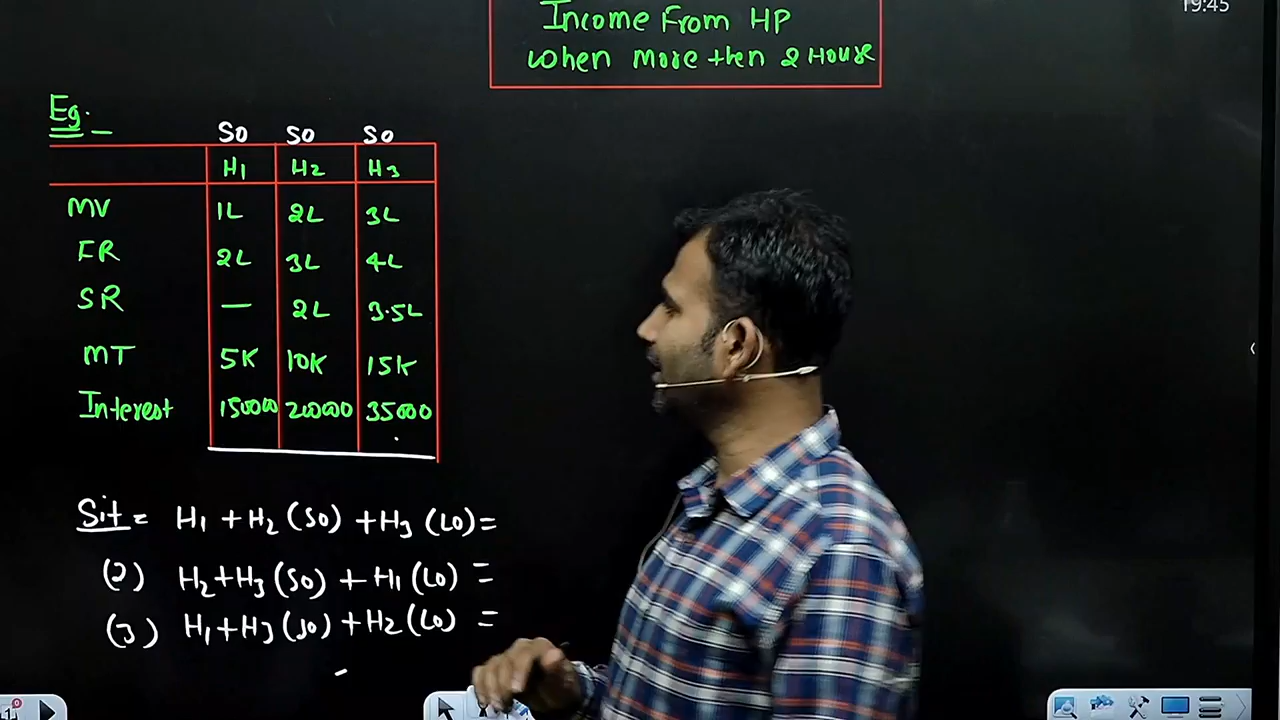 19:45
Income From HP
when more then 2 House
Eg.
SO SO SO
H1 H2 H3
MV 1L 2L 3L
FR 2L 3L 4L
SR — 2L 3.5L
MT 5K 10K 15K
Interest 150000 200000 35000
Sit = H1 + H2 (SO) + H3 (LO) =
(2) H2 + H3 (SO) + H1 (LO) =
(3) H1 + H3 (SO) + H2 (LO) =